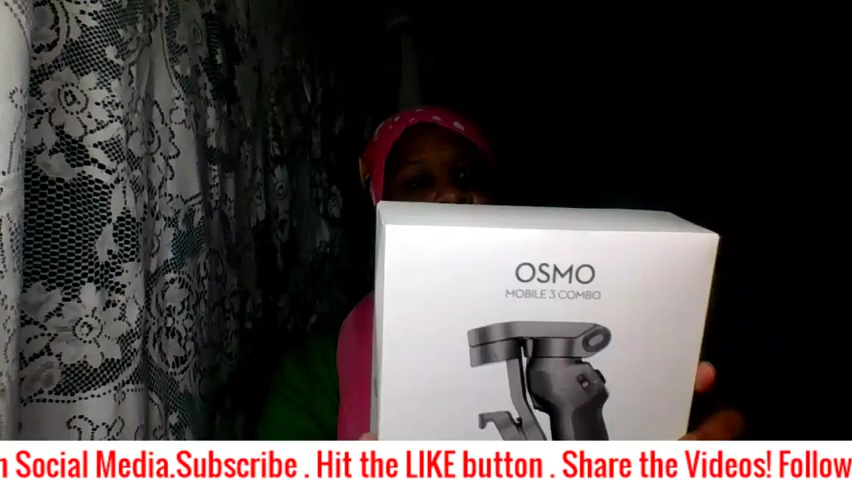 OSMO
MOBILE 3 COMBO
n Social Media.Subscribe . Hit the LIKE button . Share the Videos! Follow